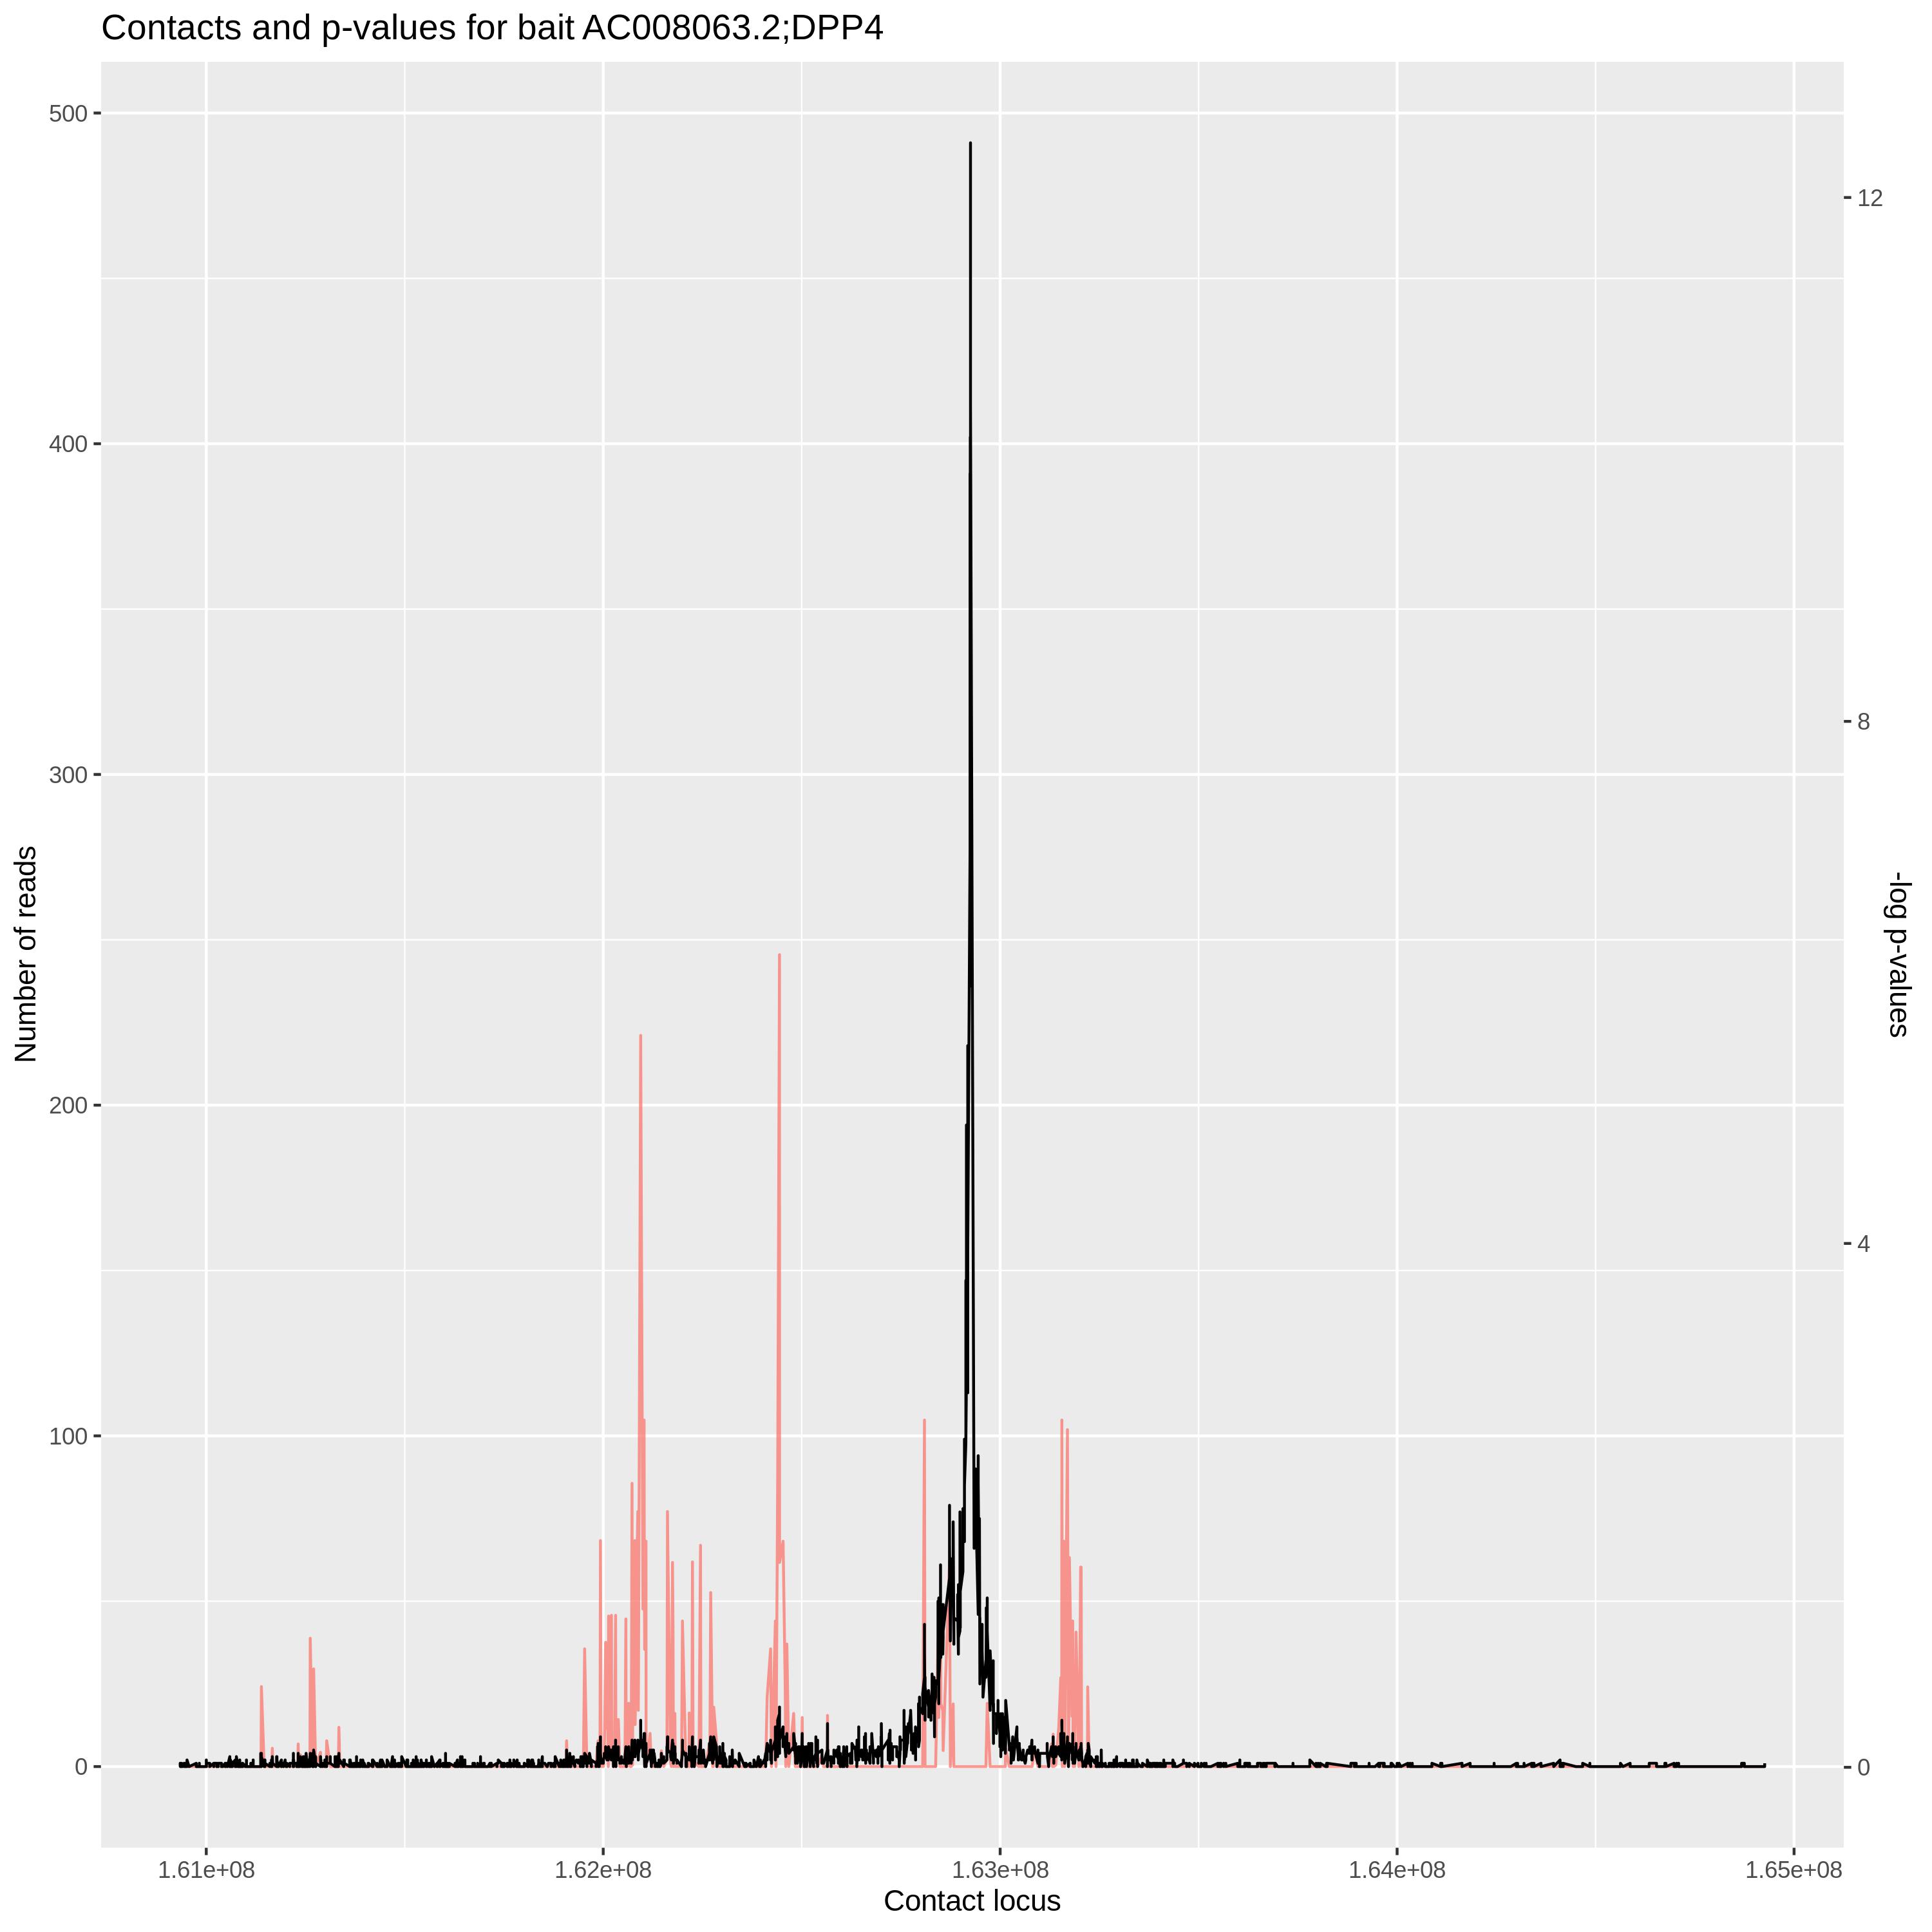 Contacts and p-values for bait AC008063.2;DPP4
500
400
300
200
100
0
Number of reads
12
8
4
0
-log p-values
1.61e+08
1.62e+08
1.63e+08
1.64e+08
1.65e+08
Contact locus